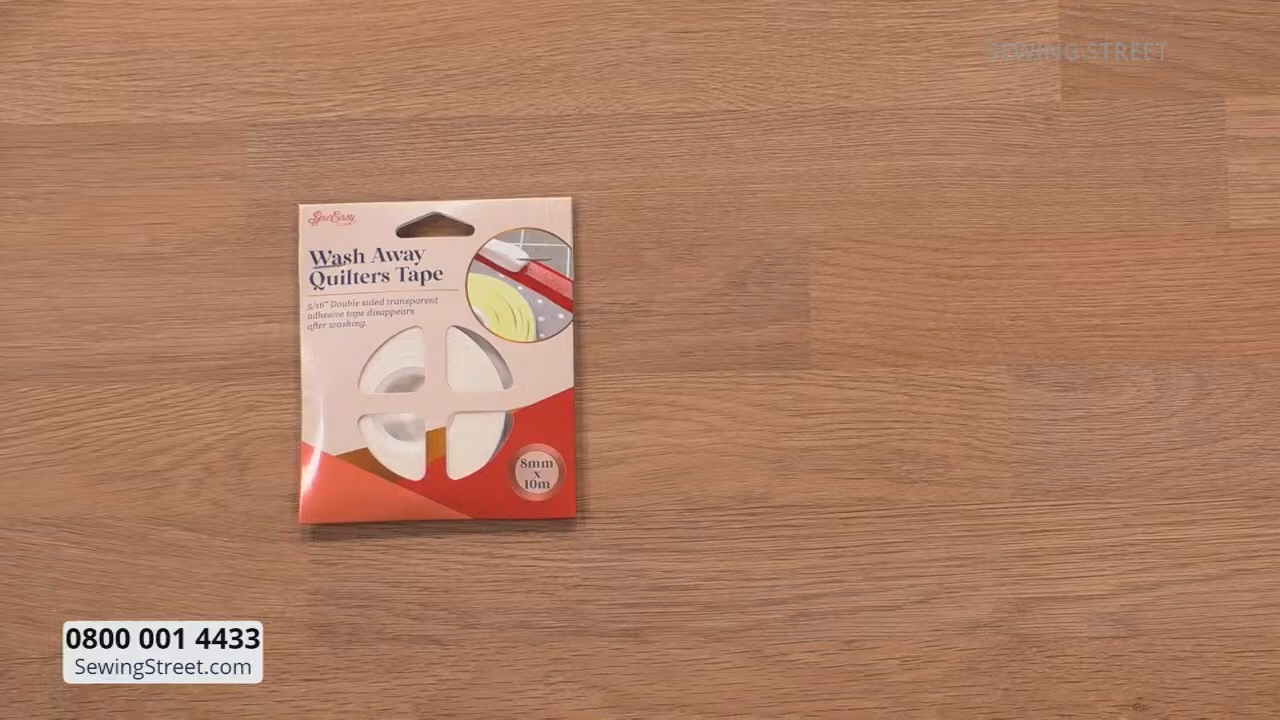 SEWING STREET
SewEasy
Wash Away
Quilters Tape
5/16" Double sided transparent
adhesive tape disappears
after washing.
8mm
x
10m
0800 001 4433
SewingStreet.com